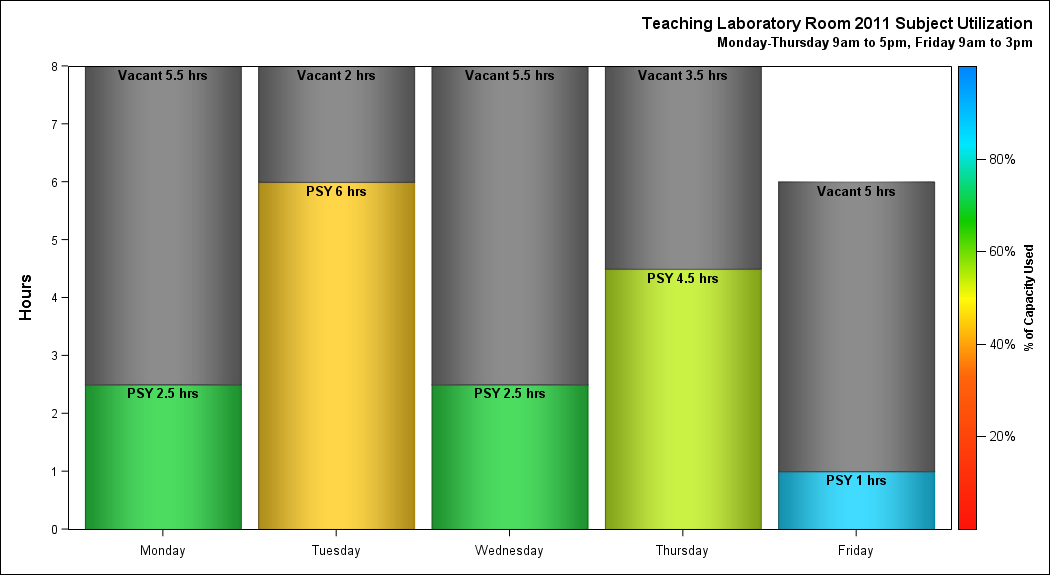 Teaching Laboratory Room 2011 Subject Utilization
Monday-Thursday 9am to 5pm, Friday 9am to 3pm
Hours
8
7
6
5
4
3
2
1
0
Vacant 5.5 hrs
PSY 2.5 hrs
Vacant 2 hrs
PSY 6 hrs
Vacant 5.5 hrs
PSY 2.5 hrs
Vacant 3.5 hrs
PSY 4.5 hrs
Vacant 5 hrs
PSY 1 hrs
Monday
Tuesday
Wednesday
Thursday
Friday
80%
60%
40%
20%
% of Capacity Used